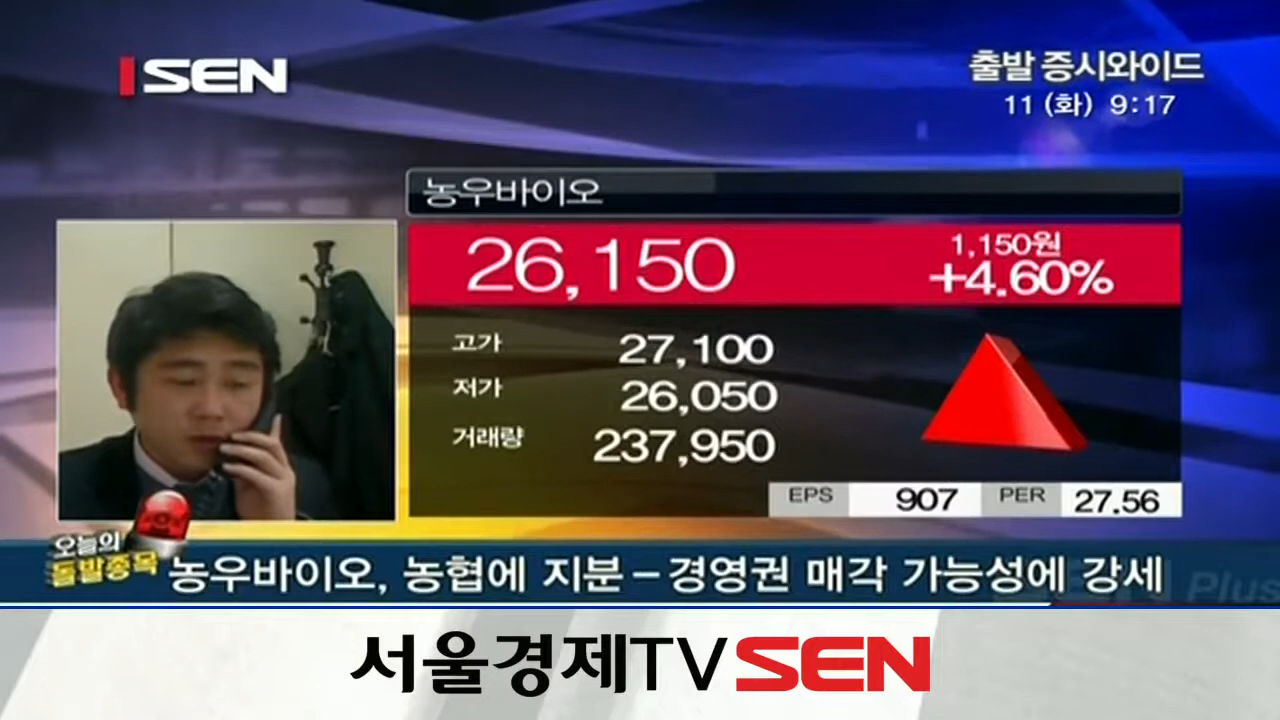 SEN
출발 증시와이드
11 (화) 9:17
농우바이오
26,150
1,150원
+4.60%
고가 27,100
저가 26,050
거래량 237,950
EPS 907 PER 27.56
오늘의
돌발종목
농우바이오, 농협에 지분–경영권 매각 가능성에 강세
Plus
서울경제TV SEN